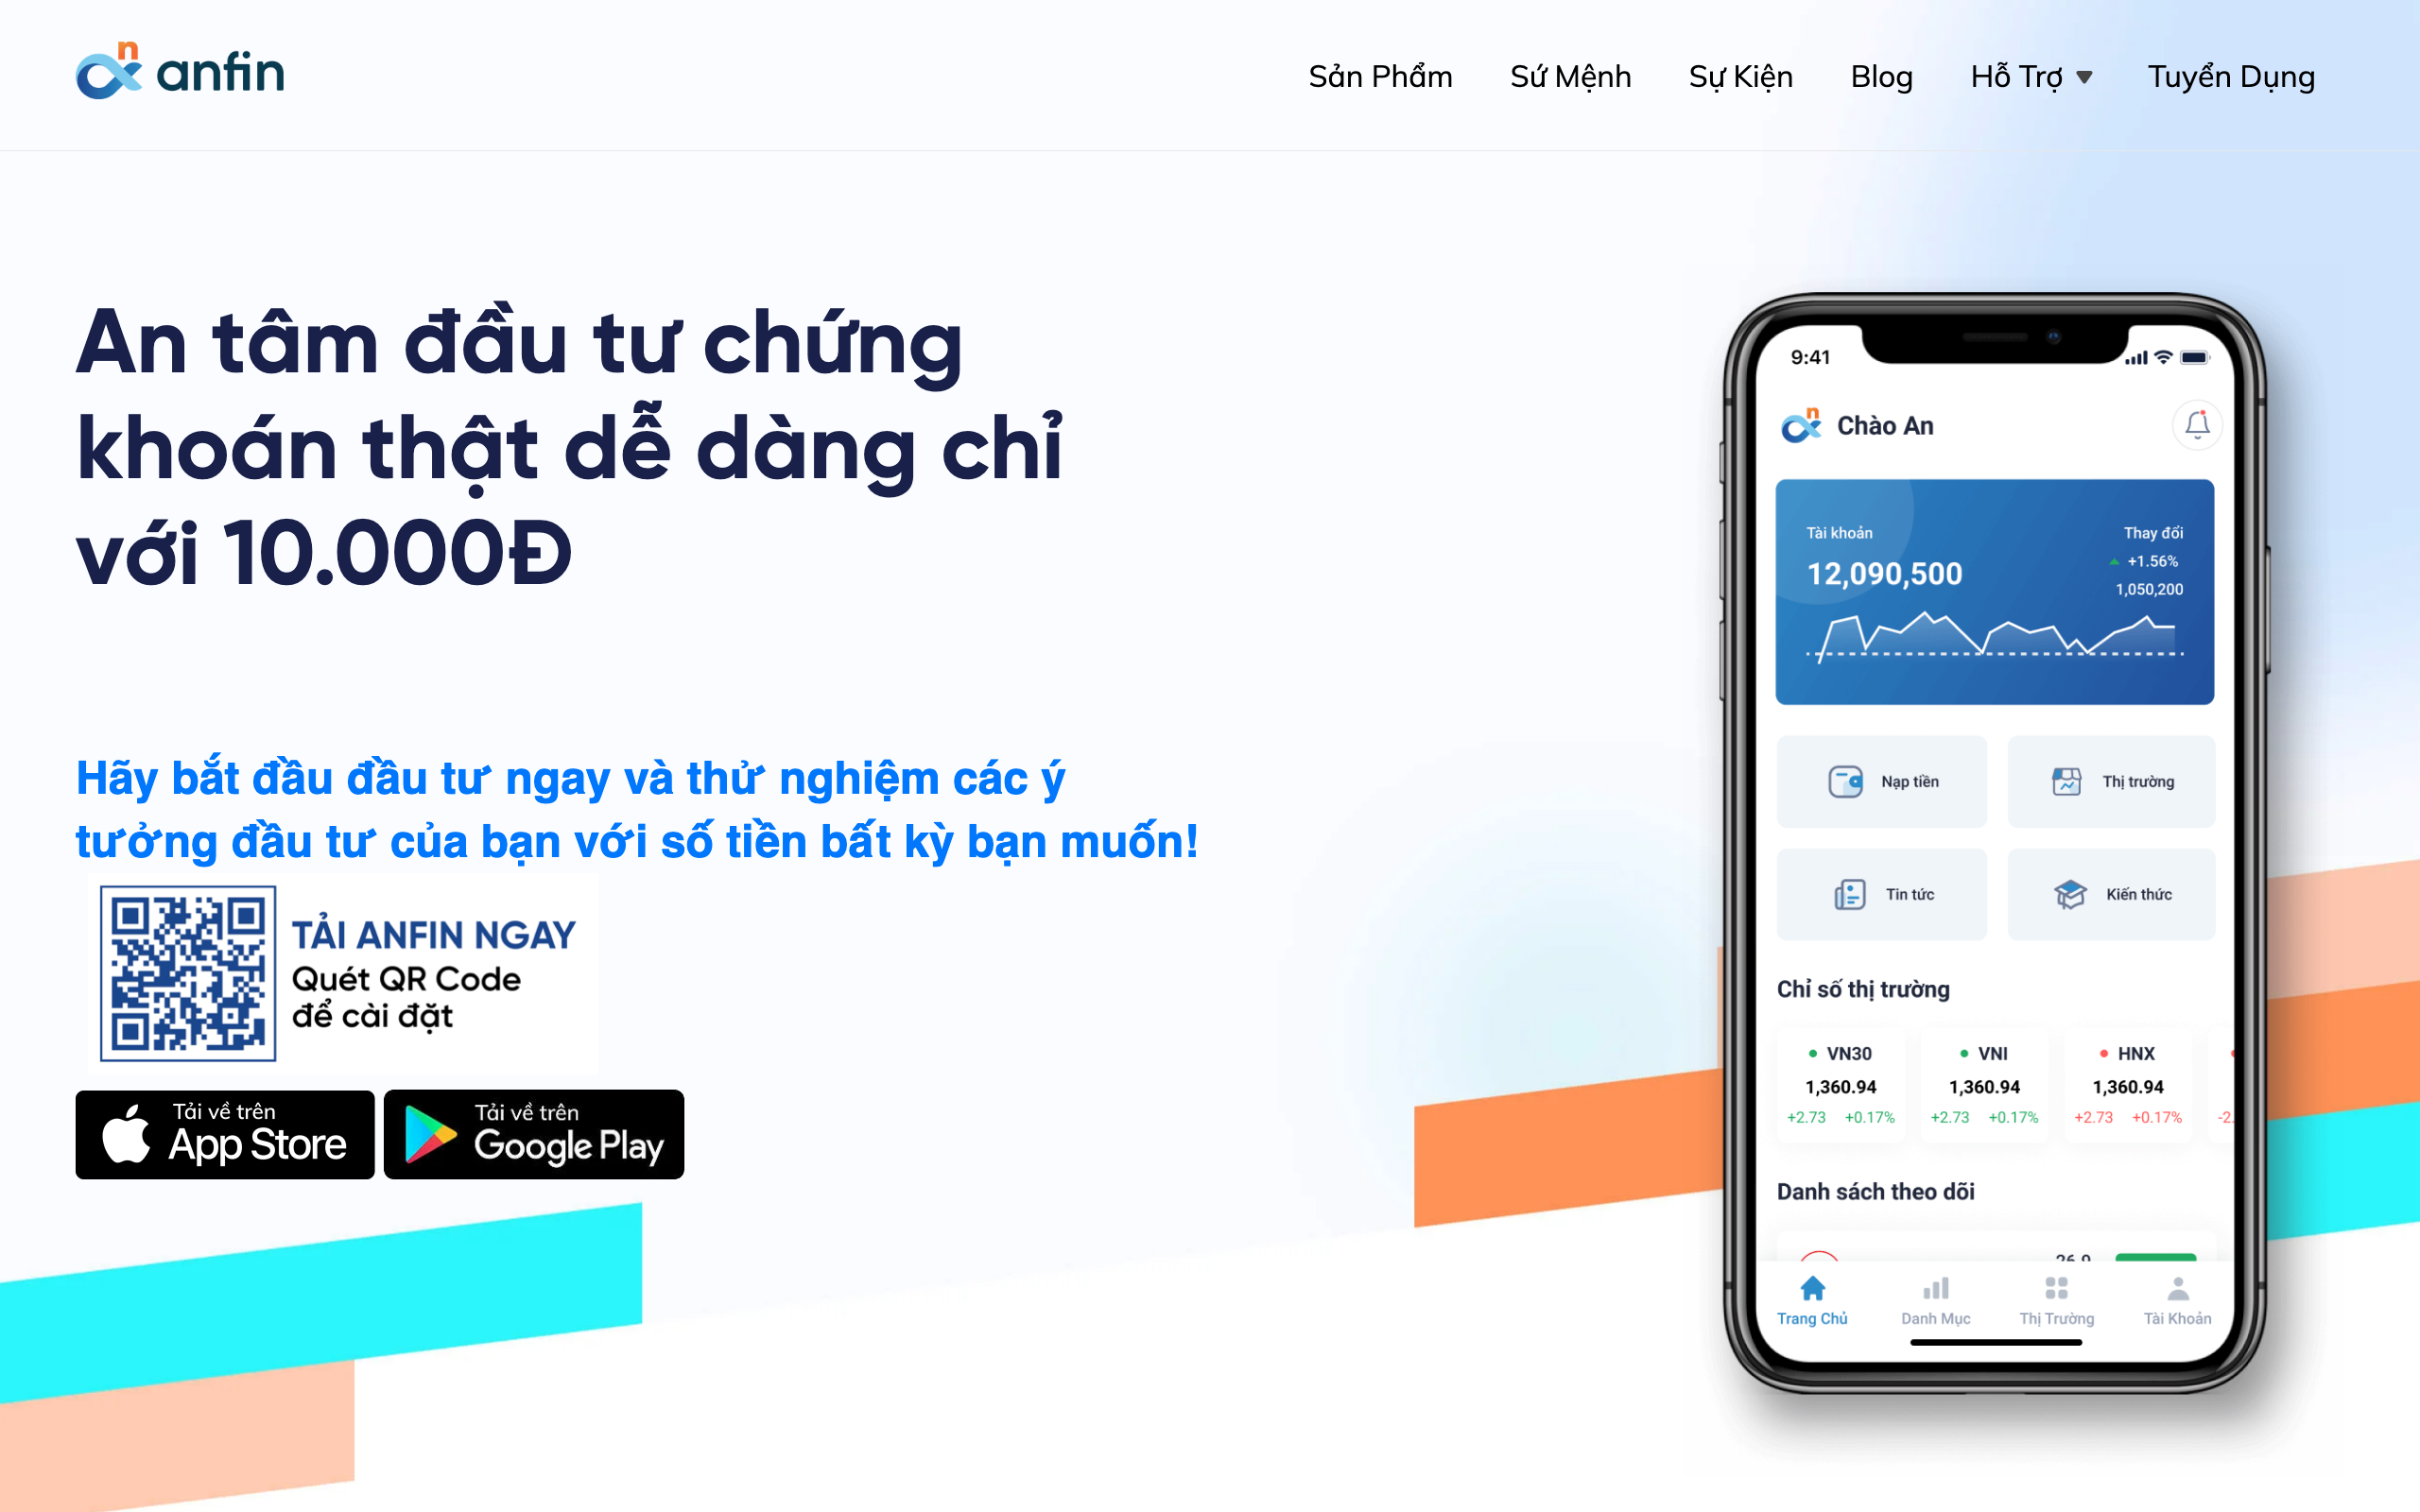 anfin
Sản Phẩm
Sứ Mệnh
Sự Kiện
Blog
Hỗ Trợ
Tuyển Dụng
An tâm đầu tư chứng
khoán thật dễ dàng chỉ
với 10.000Đ
Hãy bắt đầu đầu tư ngay và thử nghiệm các ý
tưởng đầu tư của bạn với số tiền bất kỳ bạn muốn!
TẢI ANFIN NGAY
Quét QR Code
để cài đặt
Tải về trên
App Store
Tải về trên
Google Play
9:41
Chào An
Tài khoản
Thay đổi
+1.56%
12,090,500
1,050,200
Nạp tiền
Thị trường
Tin tức
Kiến thức
Chỉ số thị trường
VN30
VNI
HNX
1,360.94
1,360.94
1,360.94
+2.73 +0.17%
+2.73 +0.17%
+2.73 +0.17%
Danh sách theo dõi
Trang Chủ
Danh Mục
Thị Trường
Tài Khoản